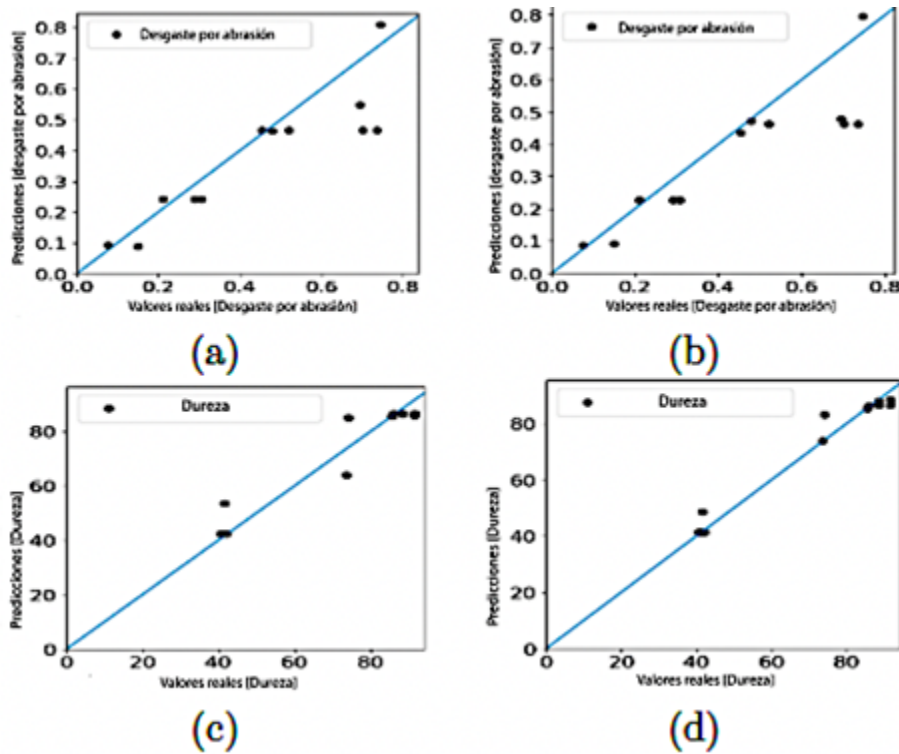 Desgaste por abrasión
Predicciones [desgaste por abrasión]
0.8
0.7
0.6
0.5
0.4
0.3
0.2
0.1
0.0
0.0 0.2 0.4 0.6 0.8
Valores reales [Desgaste por abrasión]
(a)
Desgaste por abrasión
Predicciones [desgaste por abrasión]
0.8
0.7
0.6
0.5
0.4
0.3
0.2
0.1
0.0
0.0 0.2 0.4 0.6 0.8
Valores reales [Desgaste por abrasión]
(b)
Dureza
Predicciones [Dureza]
80
60
40
20
0
0 20 40 60 80
Valores reales [Dureza]
(c)
Dureza
Predicciones [Dureza]
80
60
40
20
0
0 20 40 60 80
Valores reales [Dureza]
(d)